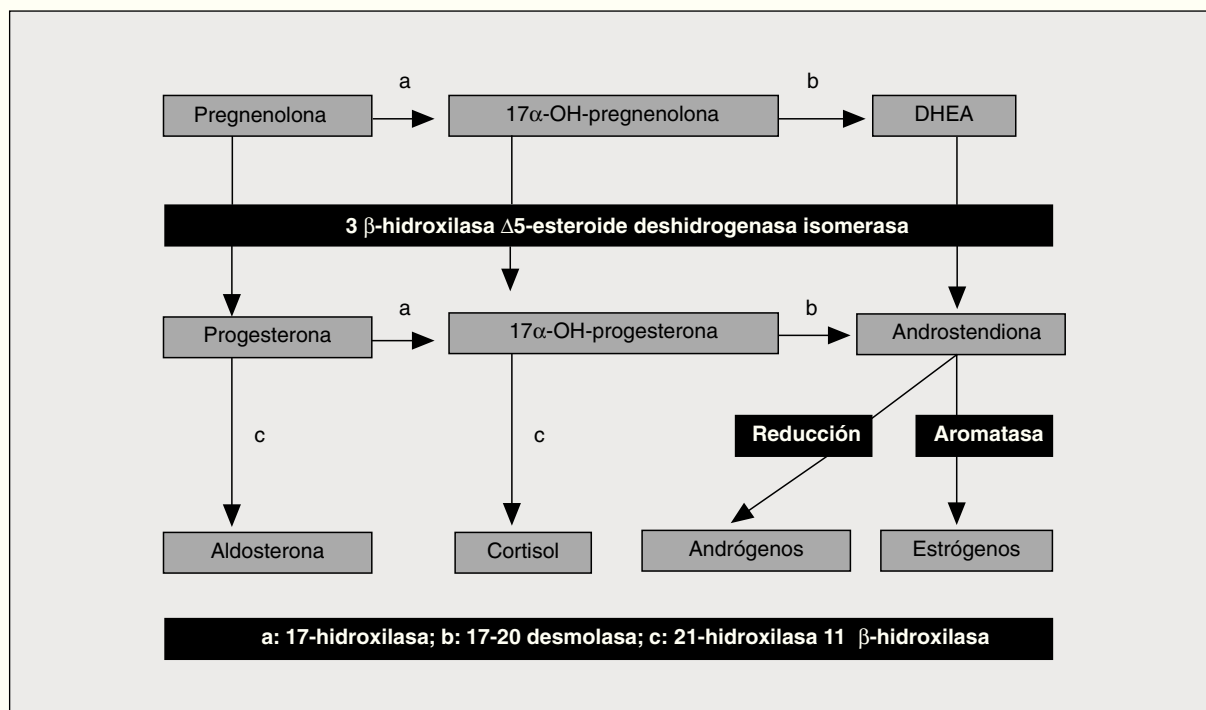 a
b
Pregnenolona
17α-OH-pregnenolona
DHEA
3 β-hidroxilasa Δ5-esteroide deshidrogenasa isomerasa
a
b
Progesterona
17α-OH-progesterona
Androstendiona
c
c
Reducción
Aromatasa
Aldosterona
Cortisol
Andrógenos
Estrógenos
a: 17-hidroxilasa; b: 17-20 desmolasa; c: 21-hidroxilasa 11 β-hidroxilasa